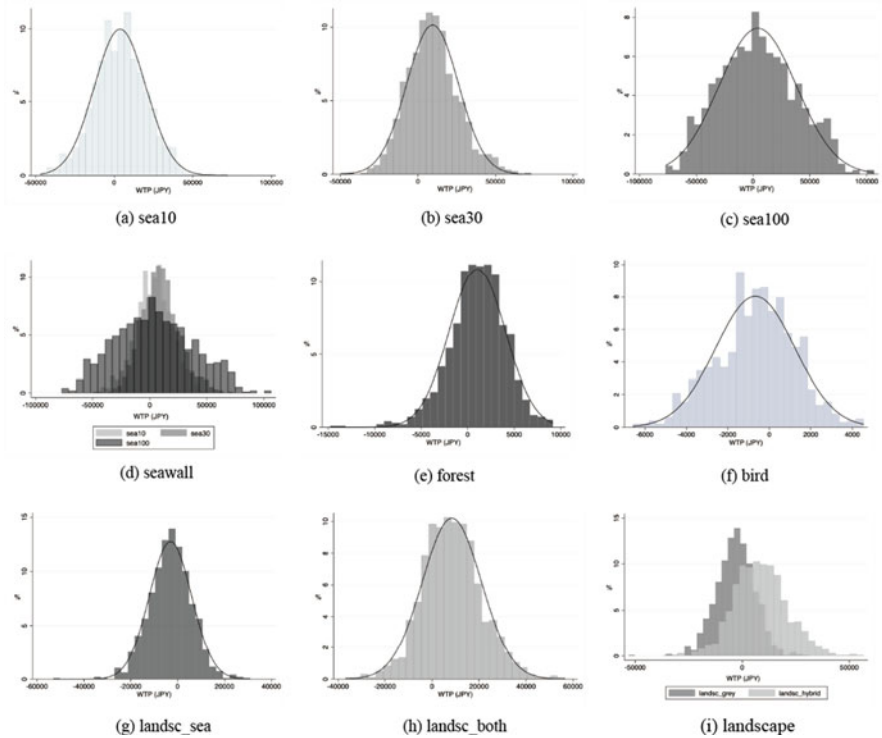 10
5
0
%
-50000 0 50000 100000
WTP (JPY)
(a) sea10
10
5
0
%
-50000 0 50000 100000
WTP (JPY)
(b) sea30
8
6
4
2
0
%
-100000 -50000 0 50000 100000
WTP (JPY)
(c) sea100
10
5
0
%
-100000 -50000 0 50000 100000
WTP (JPY)
sea10 sea30
sea100
(d) seawall
10
5
0
%
-15000 -10000 -5000 0 5000 10000
WTP (JPY)
(e) forest
10
8
6
4
2
0
%
-6000 -4000 -2000 0 2000 4000
WTP (JPY)
(f) bird
15
10
5
0
%
-60000 -40000 -20000 0 20000 40000
WTP (JPY)
(g) landsc_sea
10
8
6
4
2
0
%
-40000 -20000 0 20000 40000 60000
WTP (JPY)
(h) landsc_both
15
10
5
0
%
-50000 0 50000
WTP (JPY)
landsc_grey landsc_hybrid
(i) landscape